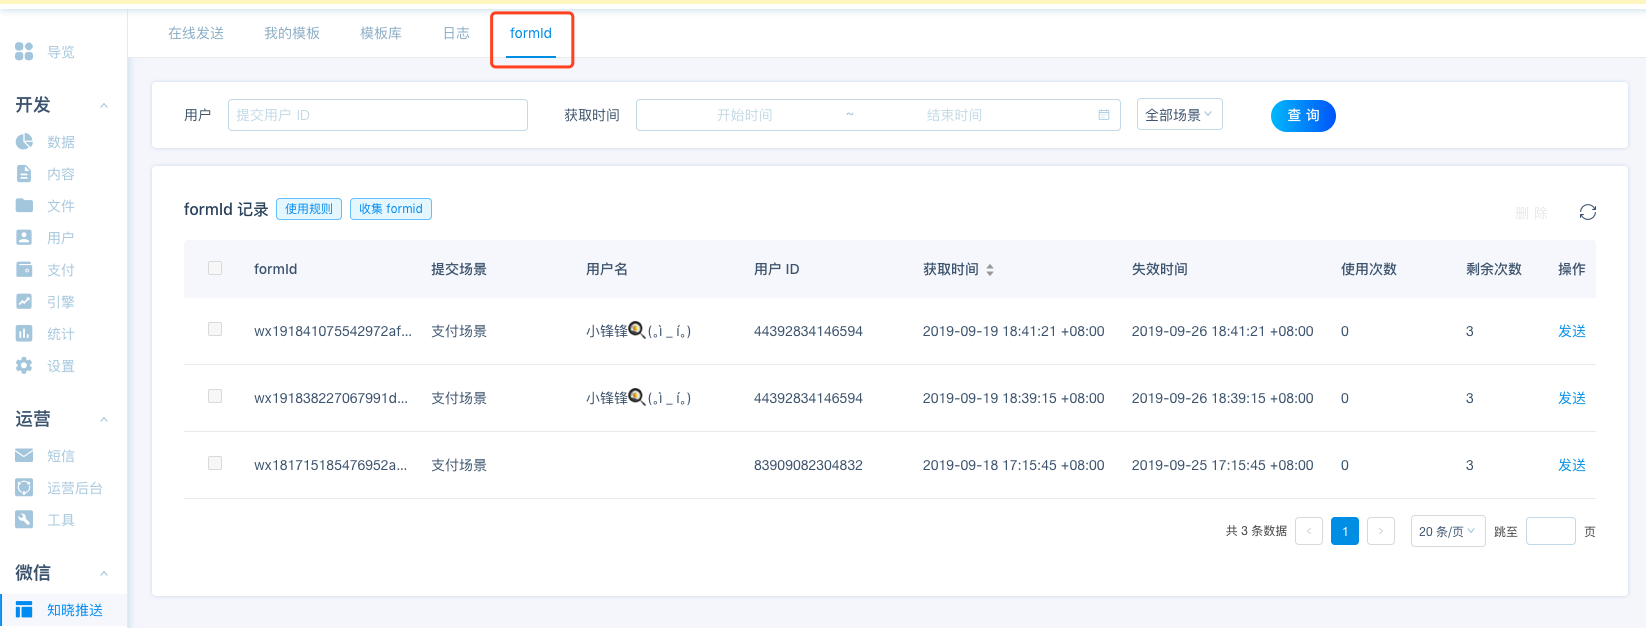 在线发送 我的模板 模板库 日志 formId
导览
开发
数据
内容
文件
用户
支付
引擎
统计
设置
运营
短信
运营后台
工具
微信
知晓推送
用户 提交用户 ID 获取时间 开始时间 ~ 结束时间 全部场景 查 询
formId 记录 使用规则 收集 formid 删 除
formId 提交场景 用户名 用户 ID 获取时间 失效时间 使用次数 剩余次数 操作
wx191841075542972af... 支付场景 小锋锋🍳(｡ì _ í｡) 44392834146594 2019-09-19 18:41:21 +08:00 2019-09-26 18:41:21 +08:00 0 3 发送
wx191838227067991d... 支付场景 小锋锋🍳(｡ì _ í｡) 44392834146594 2019-09-19 18:39:15 +08:00 2019-09-26 18:39:15 +08:00 0 3 发送
wx181715185476952a... 支付场景 83909082304832 2019-09-18 17:15:45 +08:00 2019-09-25 17:15:45 +08:00 0 3 发送
共 3 条数据 < 1 > 20 条/页 跳至 页